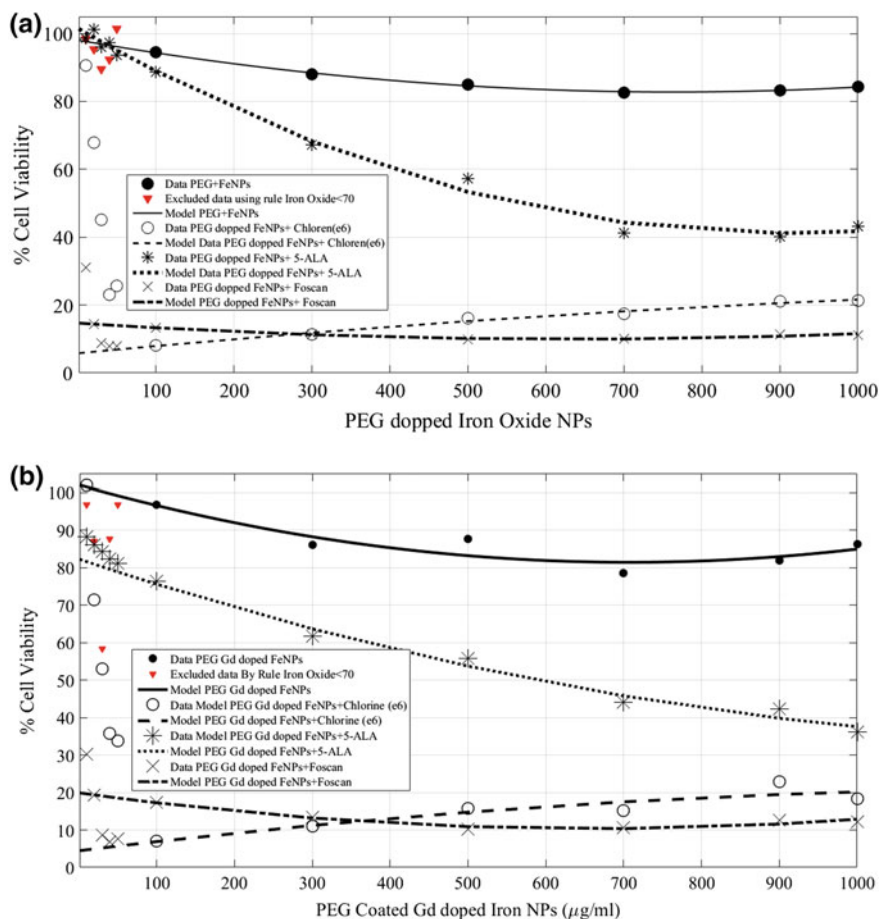 (a)
100
80
60
40
20
0
% Cell Viability
Data PEG+FeNPs
Excluded data using rule Iron Oxide<70
Model PEG+FeNPs
Data PEG dopped FeNPs+ Chloren(e6)
Model Data PEG dopped FeNPs+ Chloren(e6)
Data PEG dopped FeNPs+ 5-ALA
Model Data PEG dopped FeNPs+ 5-ALA
Data PEG dopped FeNPs+ Foscan
Model PEG dopped FeNPs+ Foscan
100 200 300 400 500 600 700 800 900 1000
PEG dopped Iron Oxide NPs
(b)
100
90
80
70
60
50
40
30
20
10
0
% Cell Viability
Data PEG Gd doped FeNPs
Excluded data By Rule Iron Oxide<70
Model PEG Gd doped FeNPs
Data Model PEG Gd doped FeNPs+Chlorine (e6)
Model PEG Gd doped FeNPs+Chlorine (e6)
Data Model PEG Gd doped FeNPs+5-ALA
Model PEG Gd doped FeNPs+5-ALA
Data PEG Gd doped FeNPs+Foscan
Model PEG Gd doped FeNPs+Foscan
100 200 300 400 500 600 700 800 900 1000
PEG Coated Gd doped Iron NPs (μg/ml)